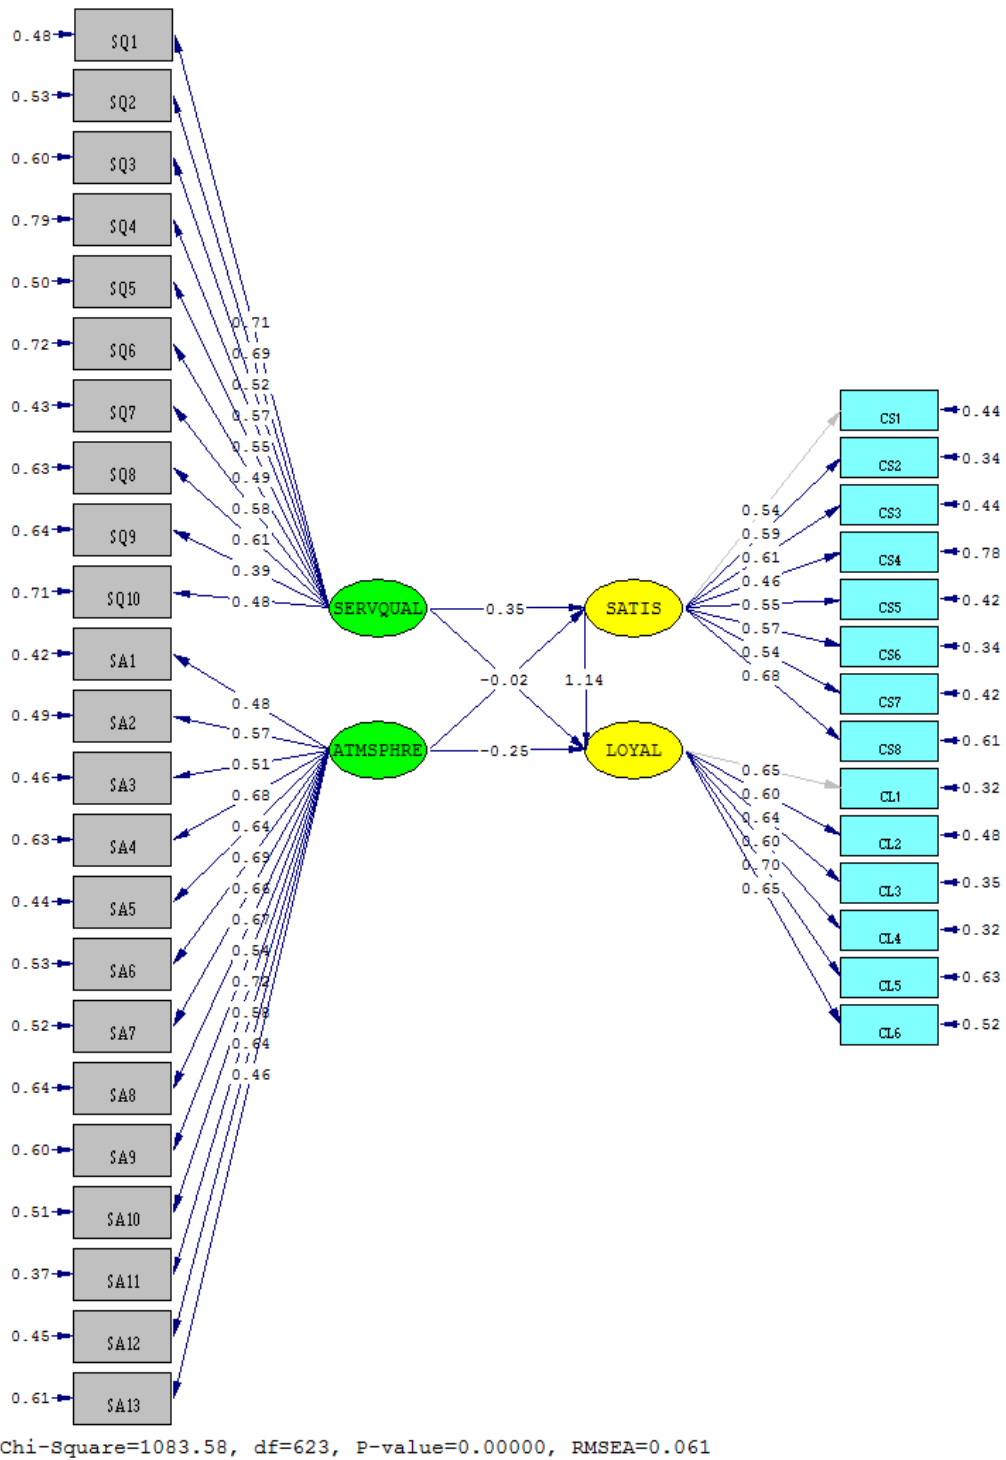 0.48 SQ1
0.53 SQ2
0.60 SQ3
0.79 SQ4
0.50 SQ5
0.72 SQ6
0.43 SQ7
0.63 SQ8
0.64 SQ9
0.71 SQ10
0.42 SA1
0.49 SA2
0.46 SA3
0.63 SA4
0.44 SA5
0.53 SA6
0.52 SA7
0.64 SA8
0.60 SA9
0.51 SA10
0.37 SA11
0.45 SA12
0.61 SA13
0.71
0.69
0.52
0.57
0.55
0.49
0.58
0.61
0.39
0.48
0.48
0.57
0.51
0.68
0.64
0.69
0.66
0.67
0.54
0.72
0.58
0.64
0.46
SERVQUAL 0.35 SATIS
-0.02 1.14
ATMSPHRE -0.25 LOYAL
0.54
0.59
0.61
0.46
0.55
0.57
0.54
0.68
0.65
0.60
0.64
0.60
0.70
0.65
CS1 0.44
CS2 0.34
CS3 0.44
CS4 0.78
CS5 0.42
CS6 0.34
CS7 0.42
CS8 0.61
CL1 0.32
CL2 0.48
CL3 0.35
CL4 0.32
CL5 0.63
CL6 0.52
Chi-Square=1083.58, df=623, P-value=0.00000, RMSEA=0.061